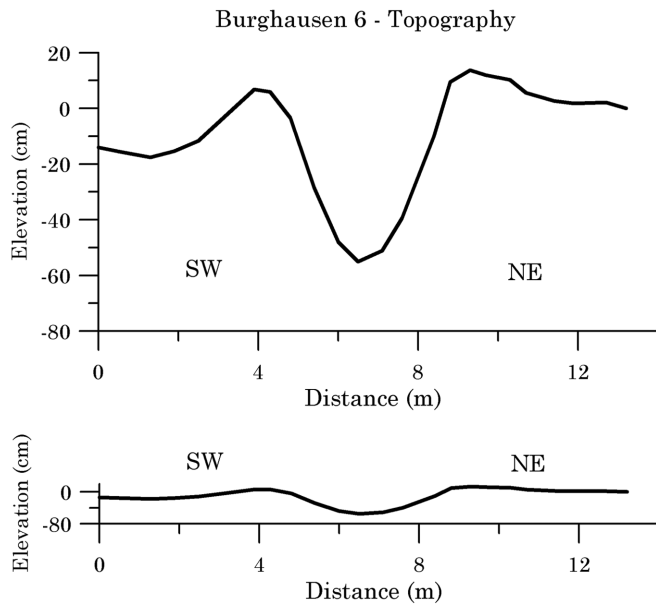 Burghausen 6 - Topography
20
0
-20
-40
-60
-80
Elevation (cm)
SW
NE
0
4
8
12
Distance (m)
Elevation (cm)
SW
NE
0
-80
0
4
8
12
Distance (m)